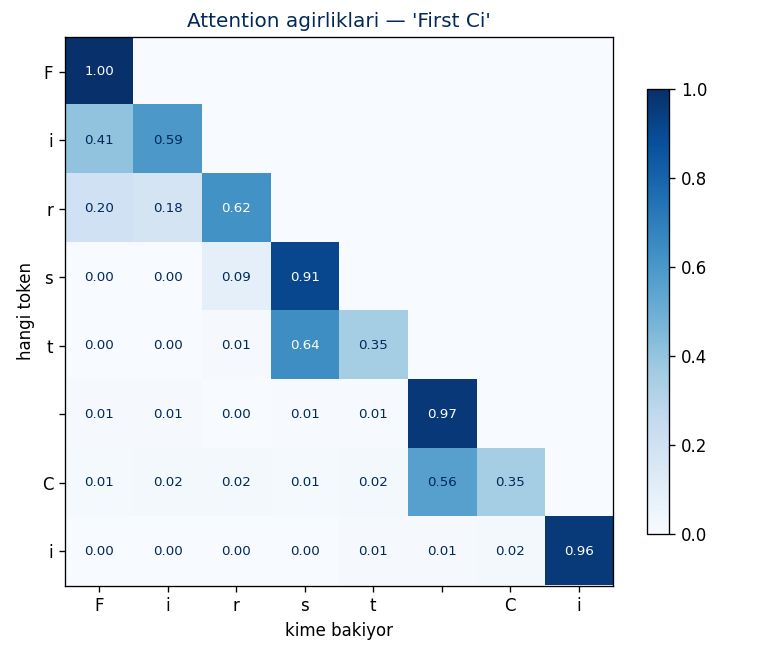 Attention agirliklari — 'First Ci'
F 1.00
1.0
i 0.41 0.59
0.8
r 0.20 0.18 0.62
s 0.00 0.00 0.09 0.91
0.6
hangi token
t 0.00 0.00 0.01 0.64 0.35
0.4
0.01 0.01 0.00 0.01 0.01 0.97
0.2
C 0.01 0.02 0.02 0.01 0.02 0.56 0.35
0.0
i 0.00 0.00 0.00 0.00 0.01 0.01 0.02 0.96
F i r s t C i
kime bakiyor